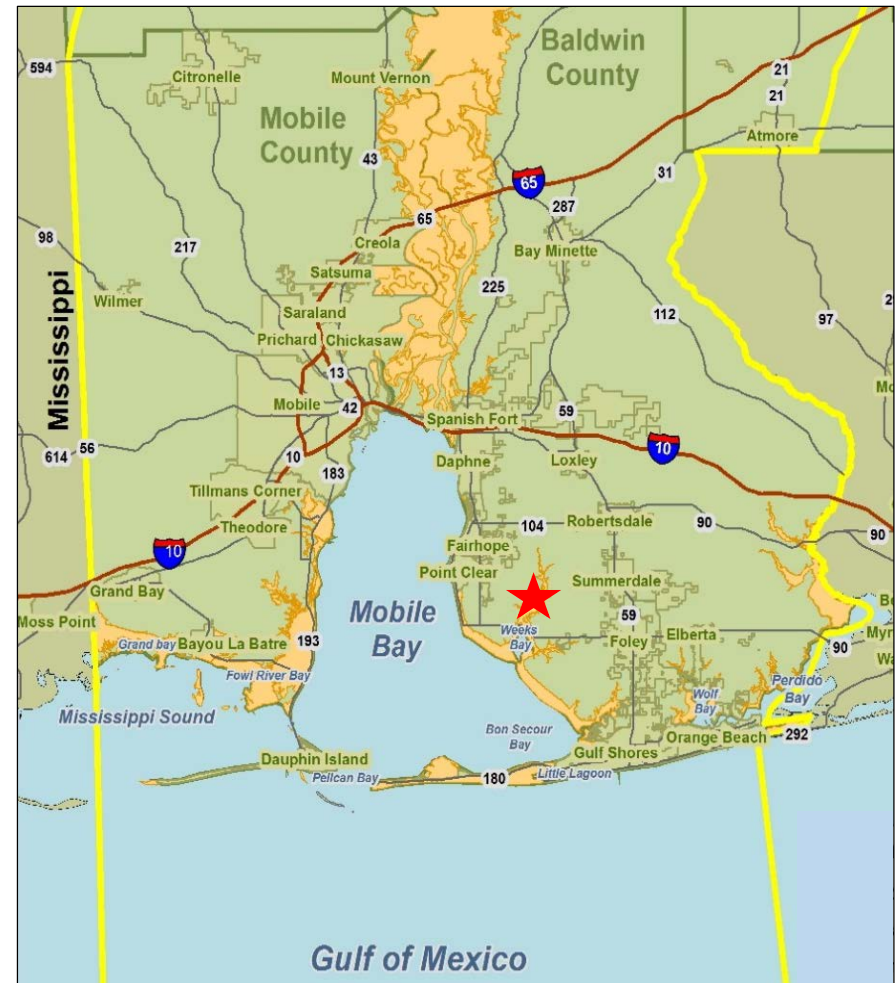 Baldwin
County
594
Citronelle
Mount Vernon
21
21
Mobile
County
Atmore
43
31
65
287
65
98
Creola
217
Bay Minette
Satsuma
225
Mississippi
Wilmer
Saraland
112
97
Prichard
Chickasaw
13
Mobile
42
Spanish Fort
59
56
614
10
Daphne
Loxley
10
183
Tillmans Corner
Theodore
104
Robertsdale
90
90
Fairhope
10
Point Clear
Summerdale
Grand Bay
Mobile
Bay
59
Moss Point
Weeks
Bay
Foley
Elberta
Grand bay
Bayou La Batre
193
90
Fowl River Bay
Wolf
Bay
Perdido
Bay
Mississippi Sound
Bon Secour
Bay
Orange Beach
292
Dauphin Island
Gulf Shores
Pelican Bay
180
Little Lagoon
Gulf of Mexico